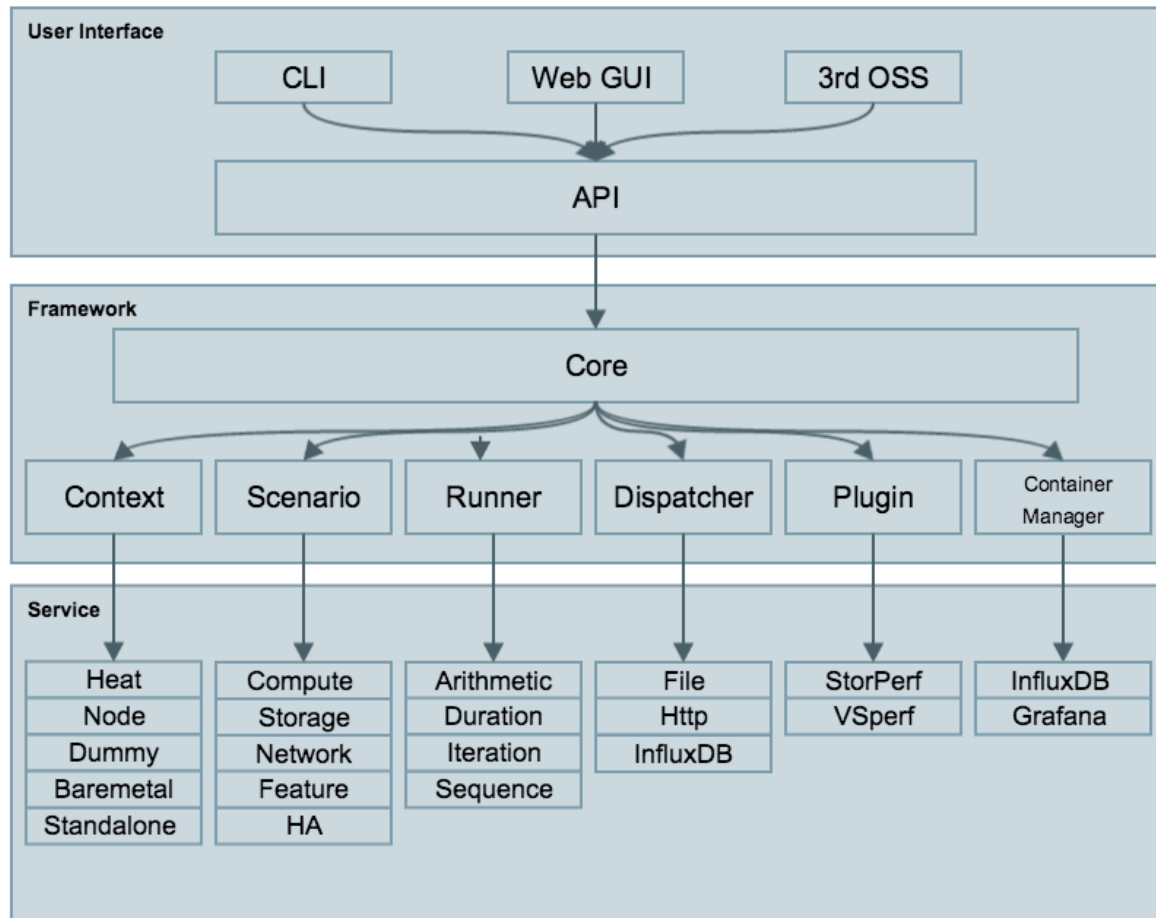 User Interface
CLI
Web GUI
3rd OSS
API
Framework
Core
Context
Scenario
Runner
Dispatcher
Plugin
Container
Manager
Service
Heat
Node
Dummy
Baremetal
Standalone
Compute
Storage
Network
Feature
HA
Arithmetic
Duration
Iteration
Sequence
File
Http
InfluxDB
StorPerf
VSperf
InfluxDB
Grafana